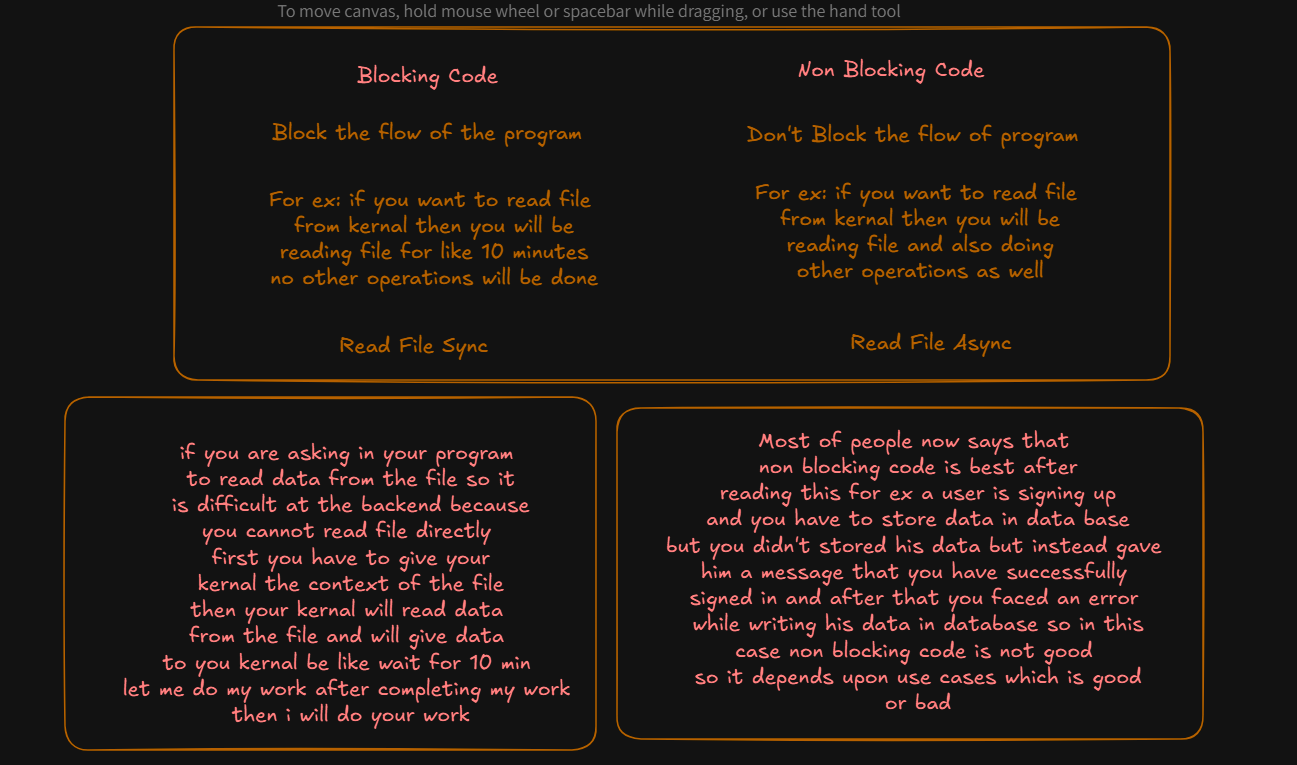 To move canvas, hold mouse wheel or spacebar while dragging, or use the hand tool
Blocking Code
Block the flow of the program
For ex: if you want to read file
from kernal then you will be
reading file for like 10 minutes
no other operations will be done
Read File Sync
Non Blocking Code
Don't Block the flow of program
For ex: if you want to read file
from kernal then you will be
reading file and also doing
other operations as well
Read File Async
if you are asking in your program
to read data from the file so it
is difficult at the backend because
you cannot read file directly
first you have to give your
kernal the context of the file
then your kernal will read data
from the file and will give data
to you kernal be like wait for 10 min
let me do my work after completing my work
then i will do your work
Most of people now says that
non blocking code is best after
reading this for ex a user is signing up
and you have to store data in data base
but you didn't stored his data but instead gave
him a message that you have successfully
signed in and after that you faced an error
while writing his data in database so in this
case non blocking code is not good
so it depends upon use cases which is good
or bad